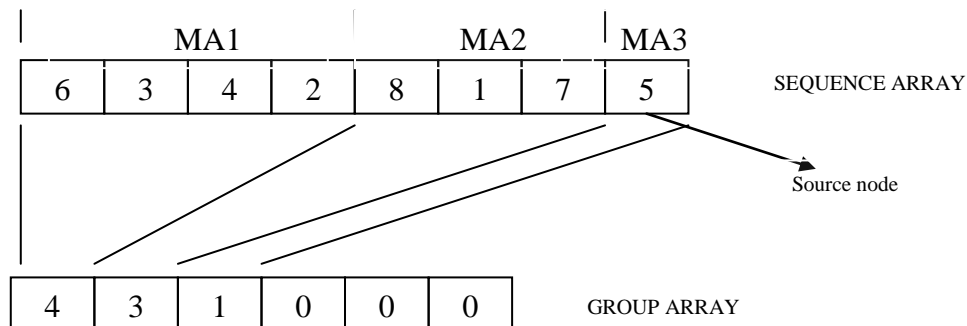 MA1 MA2 MA3
6 3 4 2 8 1 7 5 SEQUENCE ARRAY
Source node
4 3 1 0 0 0 GROUP ARRAY